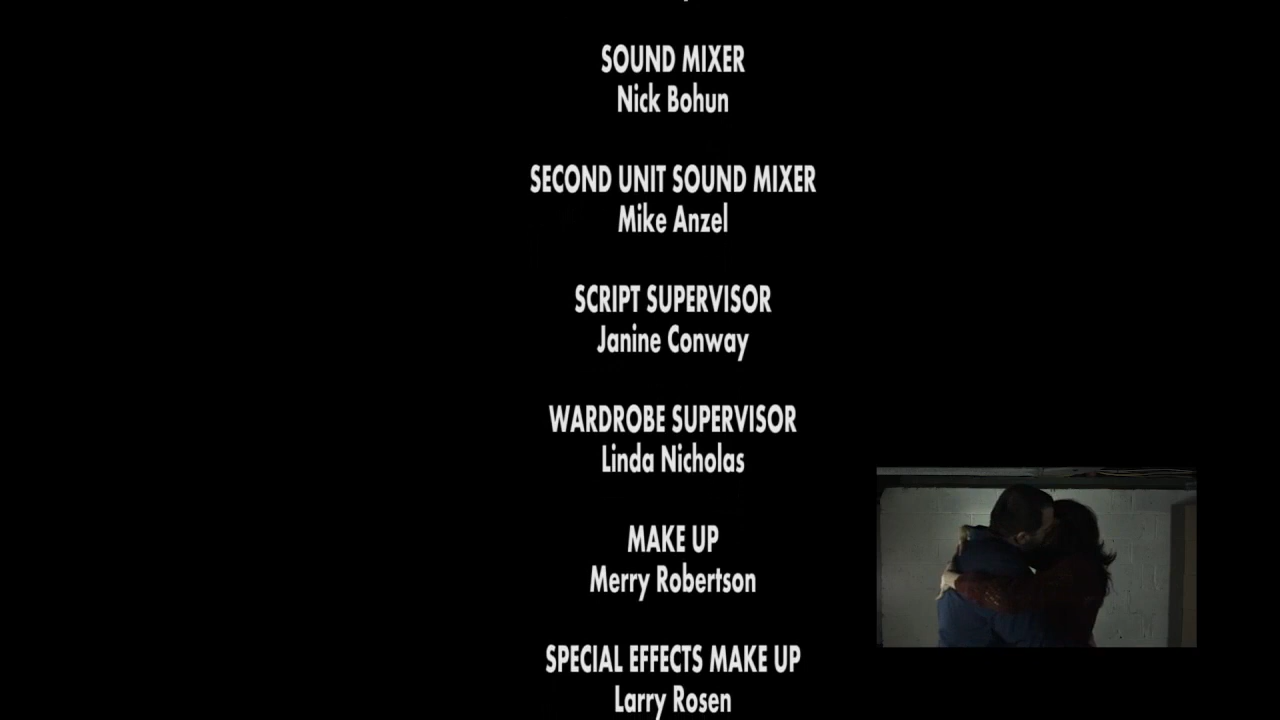 SOUND MIXER
Nick Bohun
SECOND UNIT SOUND MIXER
Mike Anzel
SCRIPT SUPERVISOR
Janine Conway
WARDROBE SUPERVISOR
Linda Nicholas
MAKE UP
Merry Robertson
SPECIAL EFFECTS MAKE UP
Larry Rosen